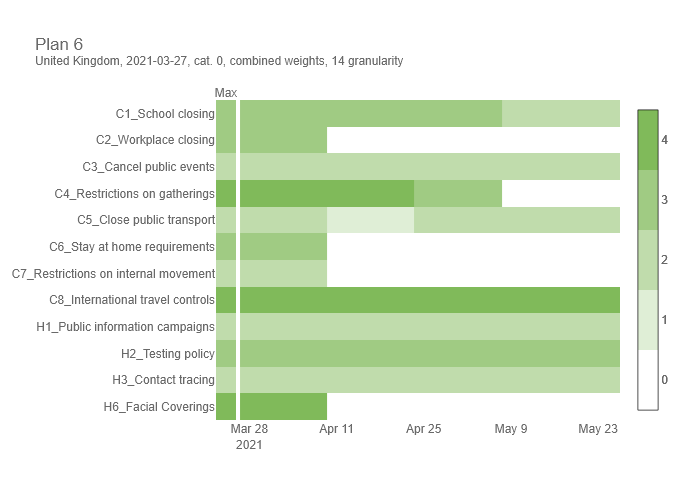 Plan 6
United Kingdom, 2021-03-27, cat. 0, combined weights, 14 granularity
Max
C1_School closing
C2_Workplace closing
C3_Cancel public events
C4_Restrictions on gatherings
C5_Close public transport
C6_Stay at home requirements
C7_Restrictions on internal movement
C8_International travel controls
H1_Public information campaigns
H2_Testing policy
H3_Contact tracing
H6_Facial Coverings
Mar 28 Apr 11 Apr 25 May 9 May 23
2021
4
3
2
1
0